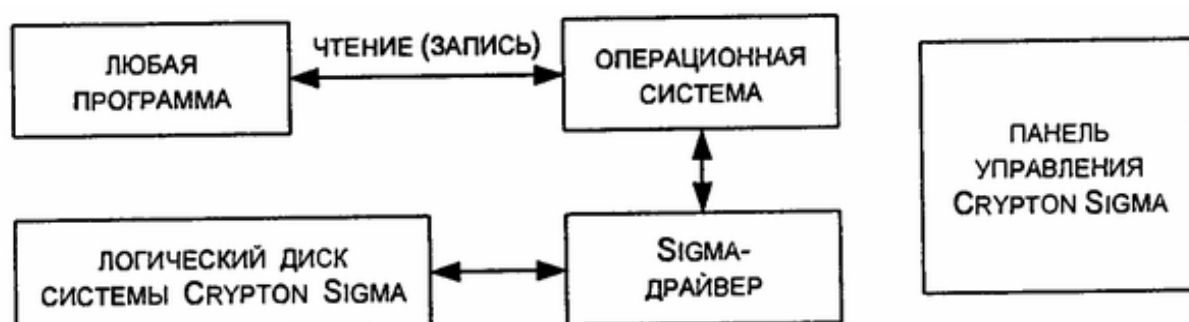 ЛЮБАЯ
ПРОГРАММА
ЧТЕНИЕ (ЗАПИСЬ)
ОПЕРАЦИОННАЯ
СИСТЕМА
ПАНЕЛЬ
УПРАВЛЕНИЯ
CRYPTON SIGMA
ЛОГИЧЕСКИЙ ДИСК
СИСТЕМЫ CRYPTON SIGMA
SIGMA-
ДРАЙВЕР